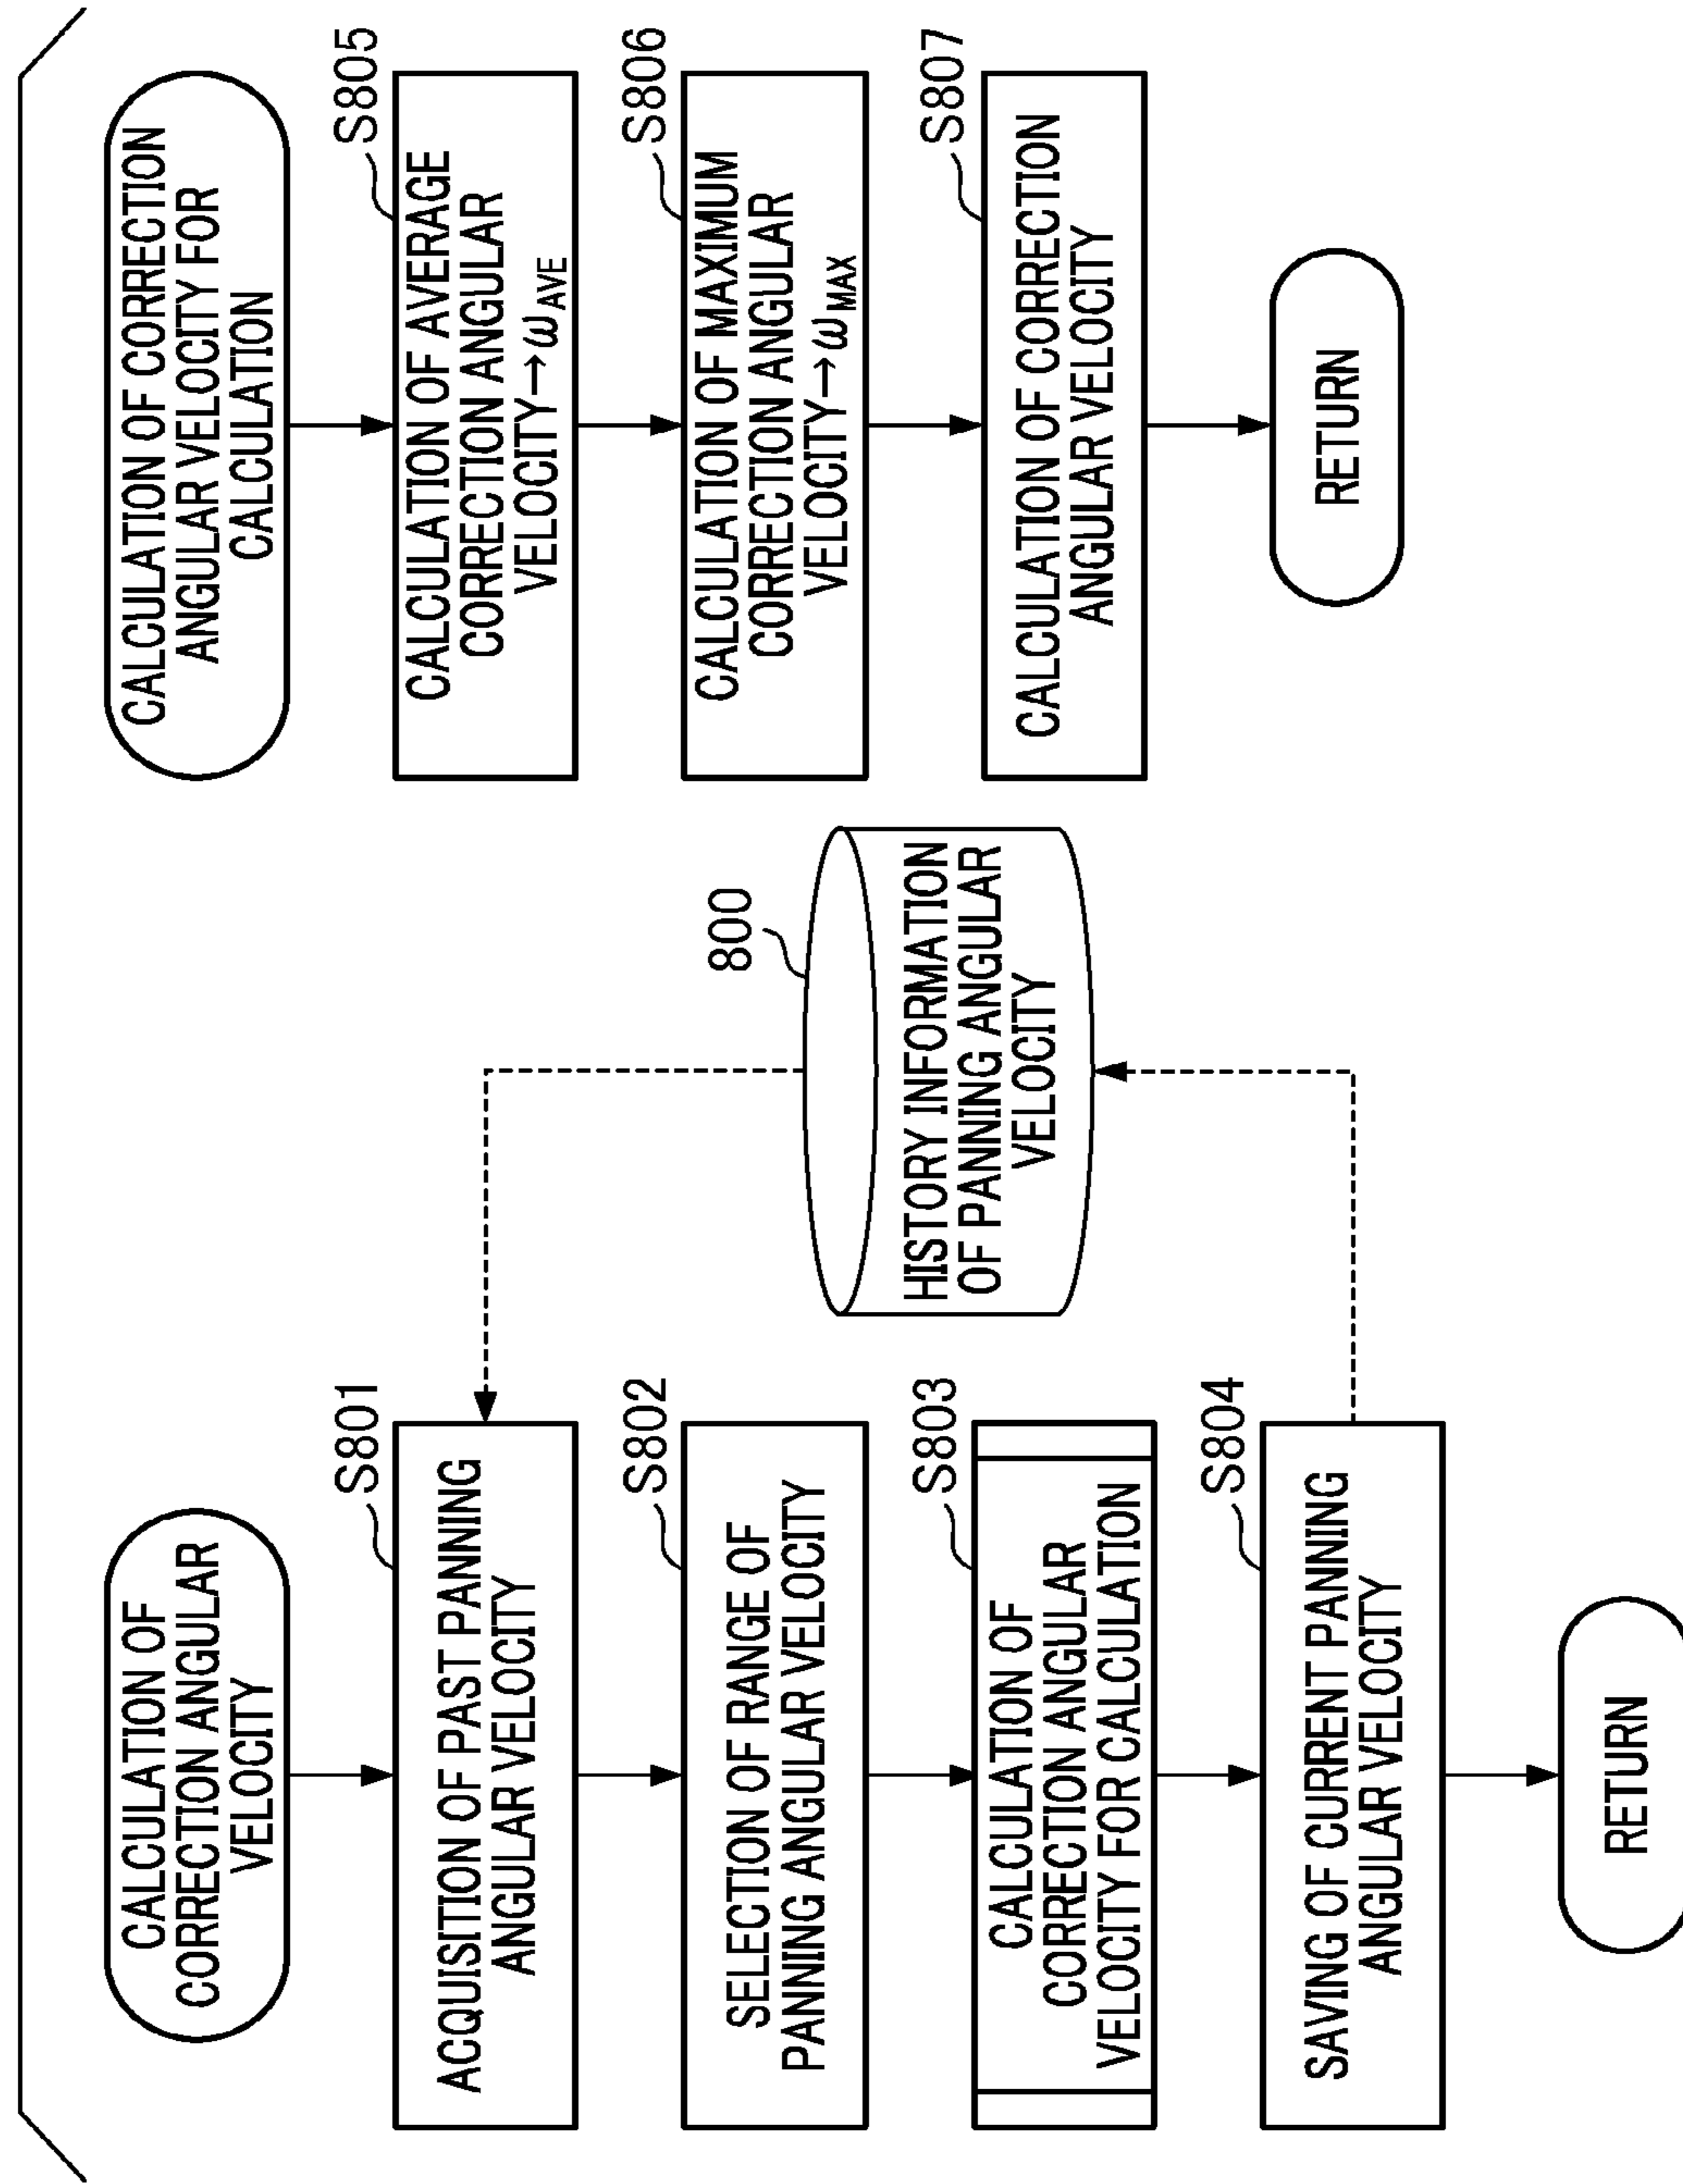 CALCULATION OF
CORRECTION ANGULAR
VELOCITY
S801
ACQUISITION OF PAST PANNING
ANGULAR VELOCITY
S802
SELECTION OF RANGE OF
PANNING ANGULAR VELOCITY
S803
CALCULATION OF
CORRECTION ANGULAR
VELOCITY FOR CALCULATION
S804
SAVING OF CURRENT PANNING
ANGULAR VELOCITY
RETURN
800
HISTORY INFORMATION
OF PANNING ANGULAR
VELOCITY
CALCULATION OF CORRECTION
ANGULAR VELOCITY FOR
CALCULATION
S805
CALCULATION OF AVERAGE
CORRECTION ANGULAR
VELOCITY→ωAVE
S806
CALCULATION OF MAXIMUM
CORRECTION ANGULAR
VELOCITY→ωMAX
S807
CALCULATION OF CORRECTION
ANGULAR VELOCITY
RETURN